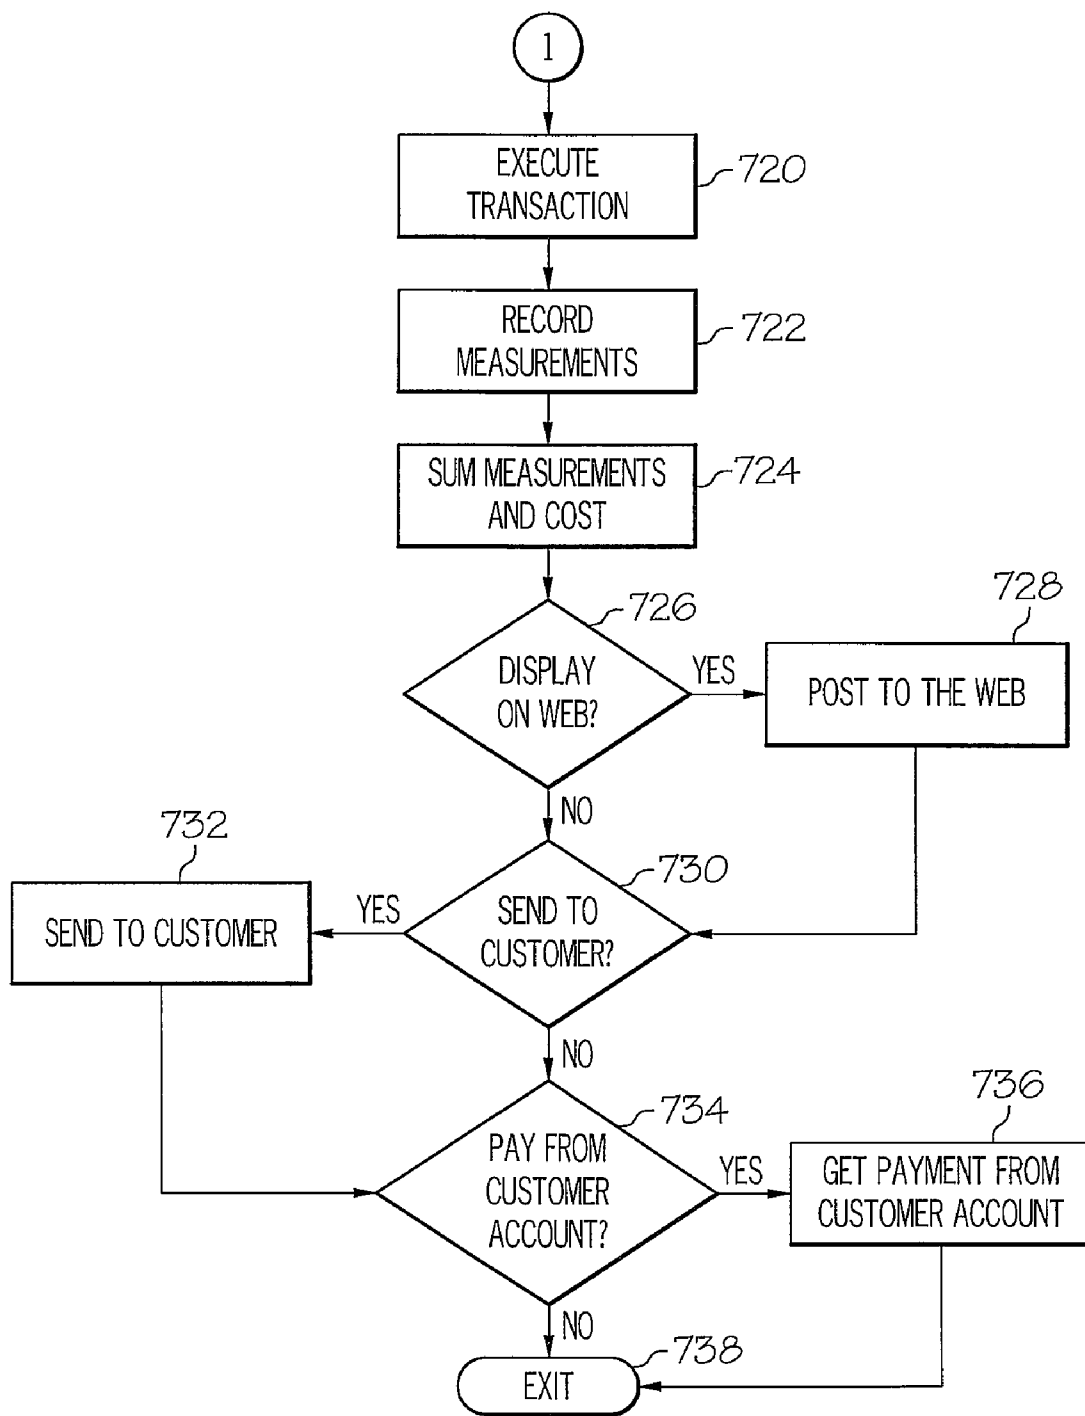 1
EXECUTE
TRANSACTION
720
RECORD
MEASUREMENTS
722
SUM MEASUREMENTS
AND COST
724
726
DISPLAY
ON WEB?
YES
728
POST TO THE WEB
NO
730
SEND TO
CUSTOMER?
YES
732
SEND TO CUSTOMER
NO
734
PAY FROM
CUSTOMER
ACCOUNT?
YES
736
GET PAYMENT FROM
CUSTOMER ACCOUNT
NO
738
EXIT